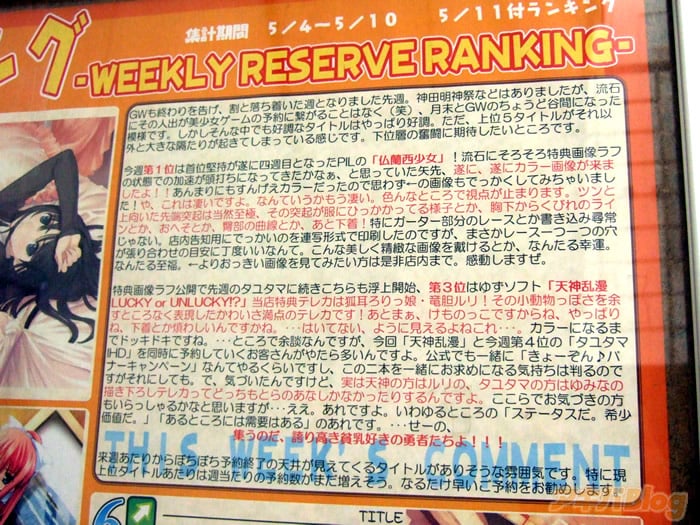 集計期間 5/4～5/10 5/11付ランキング
ング
-WEEKLY RESERVE RANKING-
GWも終わりを告げ、割と落ち着いた週となりました先週。神田明神祭などはありましたが、流石
にその人出が美少女ゲームの予約に繋がることはなく（笑）、月末とGWのちょうど谷間になった
模様です。しかしそんな中でも好調なタイトルはやっぱり好調。ただ、上位５タイトルがそれ以
外と大きな隔たりが起きてしまっている感じです。下位層の奮闘に期待したいところです。
今週第１位は首位堅持が遂に四週目となったPILの「仏蘭西少女」！流石にそろそろ特典画像ラフ
の状態での加速が頭打ちになってきたかなぁ、と思っていた矢先、遂に、遂にカラー画像が来ま
したよ！！あんまりにもすんげえカラーだったので思わず←の画像もでっかくしてみちゃいまし
た！や、これは凄いですよ。なんていうかもう凄い。色んなところで視点が止まります。ツンと
上向いた先端突起は当然至極、その突起が服にひっかかってる様子とか、胸下からくびれのライ
ンとか、おへそとか、臀部の曲線とか、あと下着！特にガーター部分のレースとか書き込み尋常
じゃない。店内告知用にでっかいのを連写形式で印刷したのですが、まさかレース一つ一つの穴
が張り合わせの目安に丁度いいなんて。こんな美しく精緻な画像を戴けるとか、なんたる幸運。
なんたる至福。←よりおっきい画像を見てみたい方は是非店内まで。感動しますぜ。
特典画像ラフ公開で先週のタユタマに続きこちらも浮上開始、第３位はゆずソフト「天神乱漫
LUCKY or UNLUCKY!?」当店特典テレカは狐耳ろりっ娘・竜胆ルリ！その小動物っぽさを余
すところなく表現したかわいさ満点のテレカです！あとまぁ、けものっこですからね、やっぱり
ね、下着とか煩わしいんですかね。・・・はいてない、ように見えるよねこれ・・・。カラーになるま
でドッキドキですね。・・・ところで余談なんですが、今回「天神乱漫」と今週第４位の「タユタマ
IHD」を同時に予約していくお客さんがやたら多いんですよ。公式でも一緒に「きょーぞん♪バ
ナーキャンペーン」なんてやるくらいですし、この二本を一緒にお求めになる気持ちは判るので
すがそれにしても。で、気づいたんですけど、実は天神の方はルリの、タユタマの方はゆみなの
描き下ろしテレカってどっちもとらのあなしかなかったりするんですよ。ここらでお気づきの方
もいらっしゃるかなと思いますが・・・ええ。あれですよ。いわゆるところの「ステータスだ。希少
価値だ。」「あるところには需要はある」のあれです。・・・せーの、
集うのだ、誇り高き貧乳好きの勇者たちよ！！！
THIS WEEK'S COMMENT
来週あたりからぼちぼち予約終了の天井が見えてくるタイトルがありそうな雰囲気です。特に現
上位タイトルあたりは週当たりの予約数がまだ増えそう。なるだけ早いご予約をお勧めします。
6
TITLE
アキバBlog